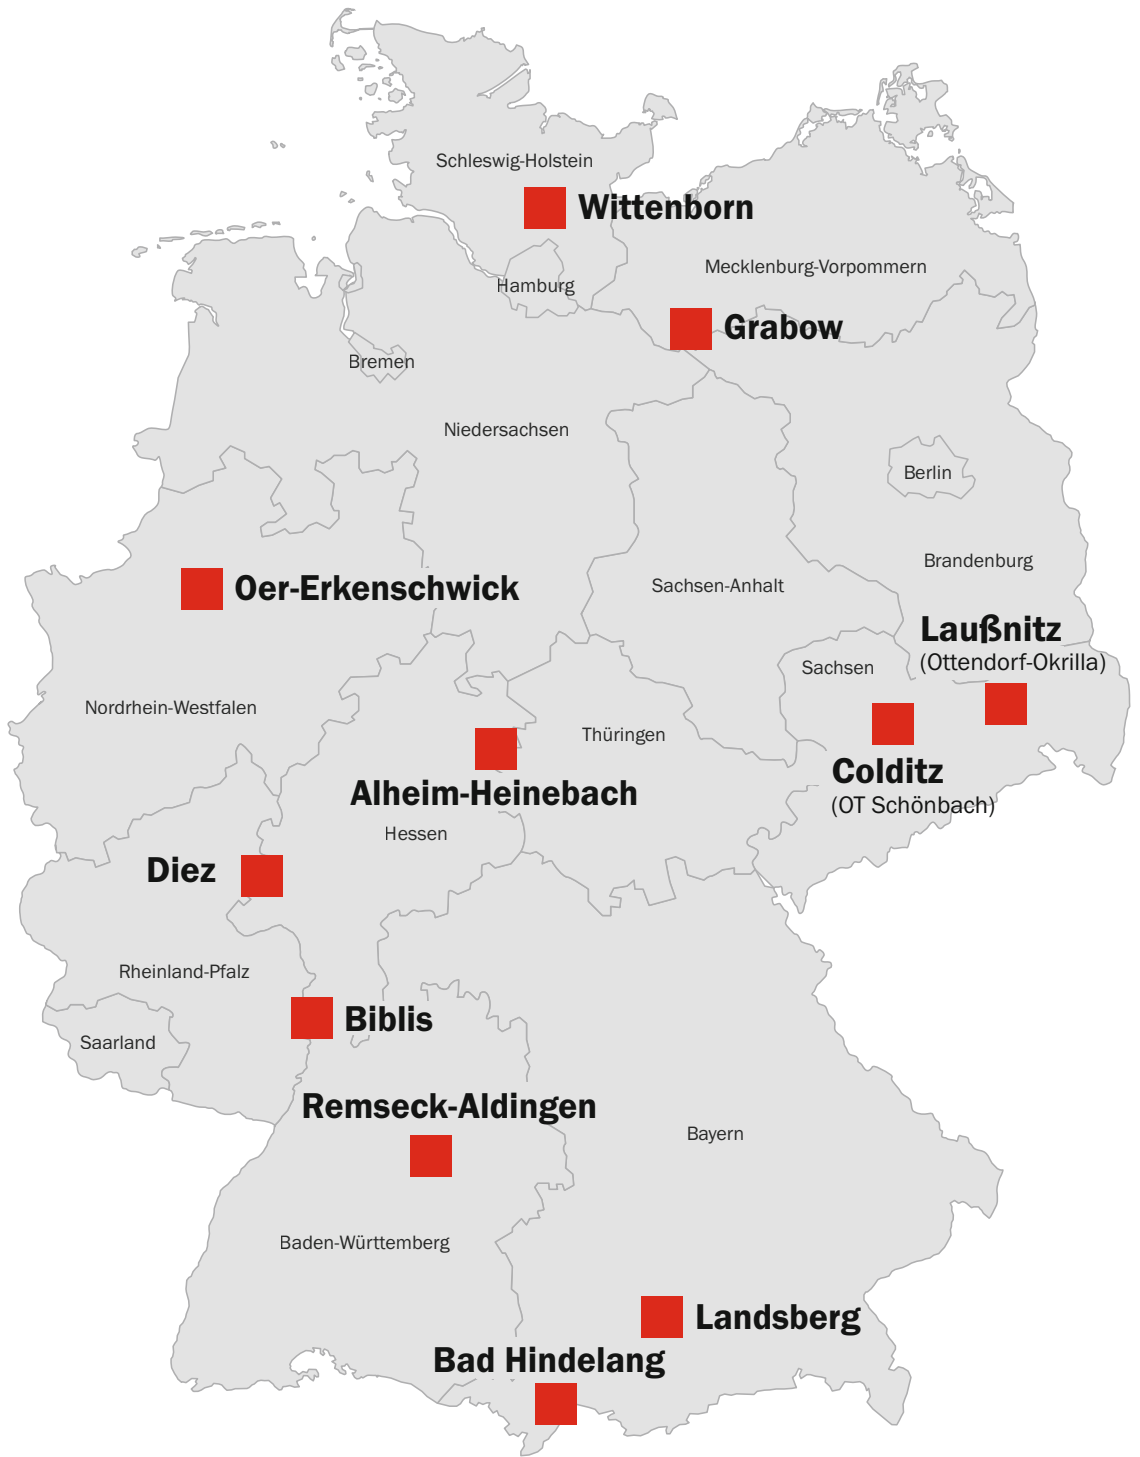 Schleswig-Holstein
Wittenborn
Mecklenburg-Vorpommern
Hamburg
Grabow
Bremen
Niedersachsen
Berlin
Brandenburg
Oer-Erkenschwick
Sachsen-Anhalt
Laußnitz
(Ottendorf-Okrilla)
Sachsen
Nordrhein-Westfalen
Thüringen
Colditz
(OT Schönbach)
Alheim-Heinebach
Hessen
Diez
Rheinland-Pfalz
Biblis
Saarland
Remseck-Aldingen
Bayern
Baden-Württemberg
Landsberg
Bad Hindelang